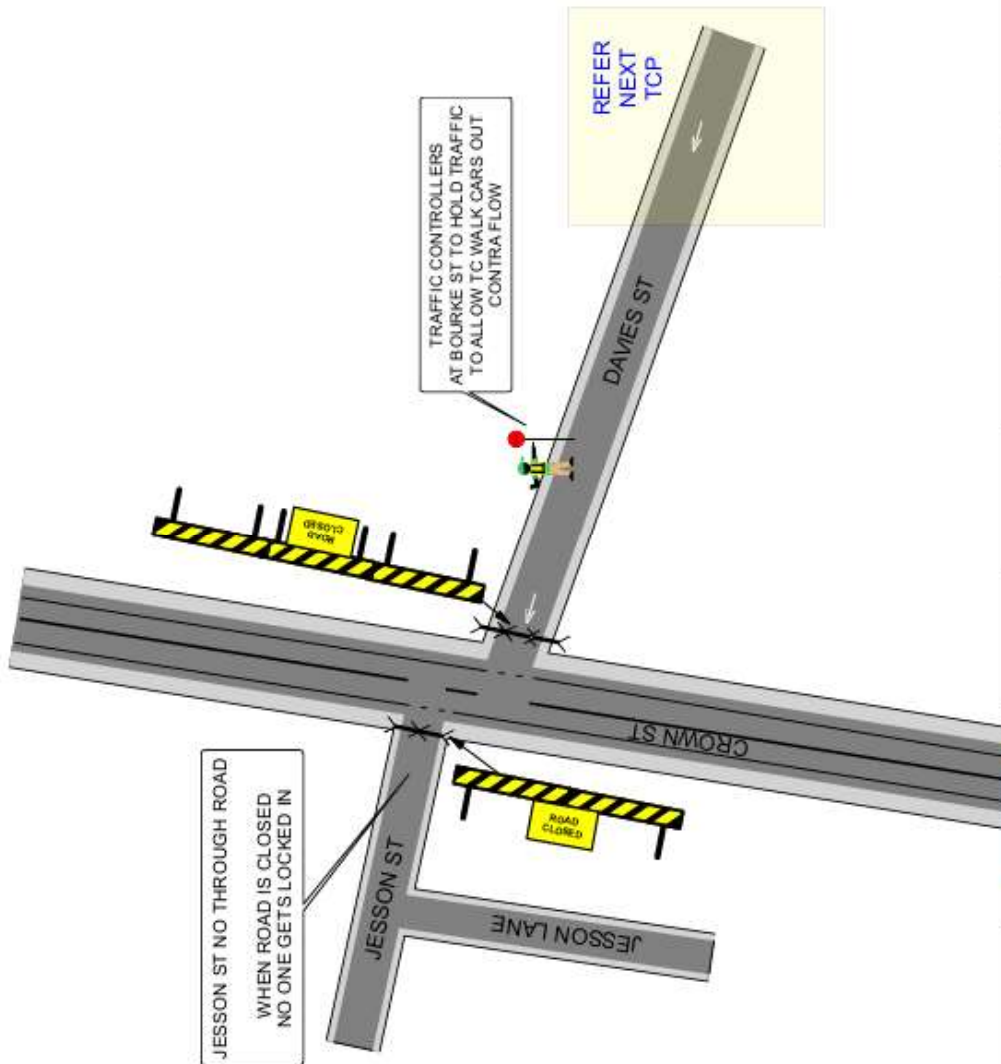 REFER
NEXT
TCP
TRAFFIC CONTROLLERS
AT BOURKE ST TO HOLD TRAFFIC
TO ALLOW TC WALK CARS OUT
CONTRA FLOW
DAVIES ST
ROAD
CLOSED
CROWN ST
JESSON ST NO THROUGH ROAD
WHEN ROAD IS CLOSED
NO ONE GETS LOCKED IN
ROAD
CLOSED
JESSON ST
JESSON LANE